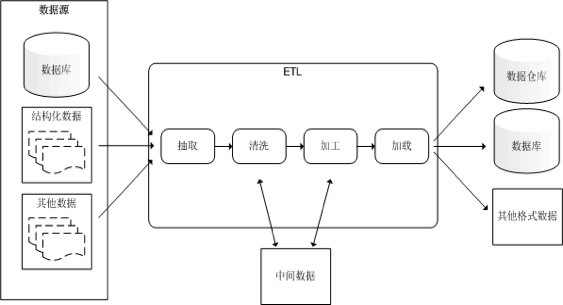 数据源
数据库
结构化数据
其他数据
ETL
抽取
清洗
加工
加载
中间数据
数据仓库
数据库
其他格式数据